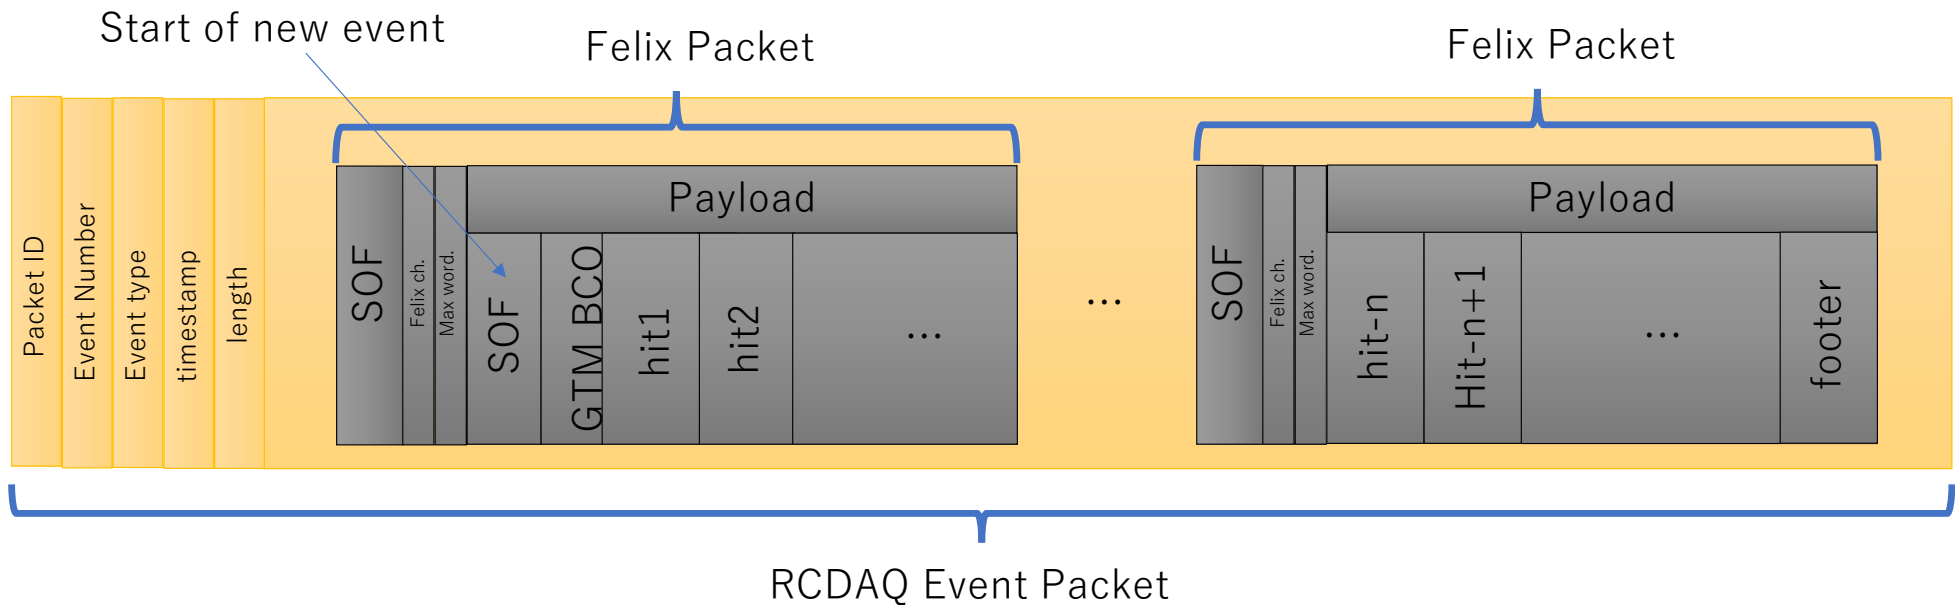 Start of new event
Felix Packet
Felix Packet
Packet ID
Event Number
Event type
timestamp
length
SOF
Felix ch.
Max word.
Payload
SOF
GTM BCO
hit1
hit2
...
...
SOF
Felix ch.
Max word.
Payload
hit-n
Hit-n+1
...
footer
RCDAQ Event Packet